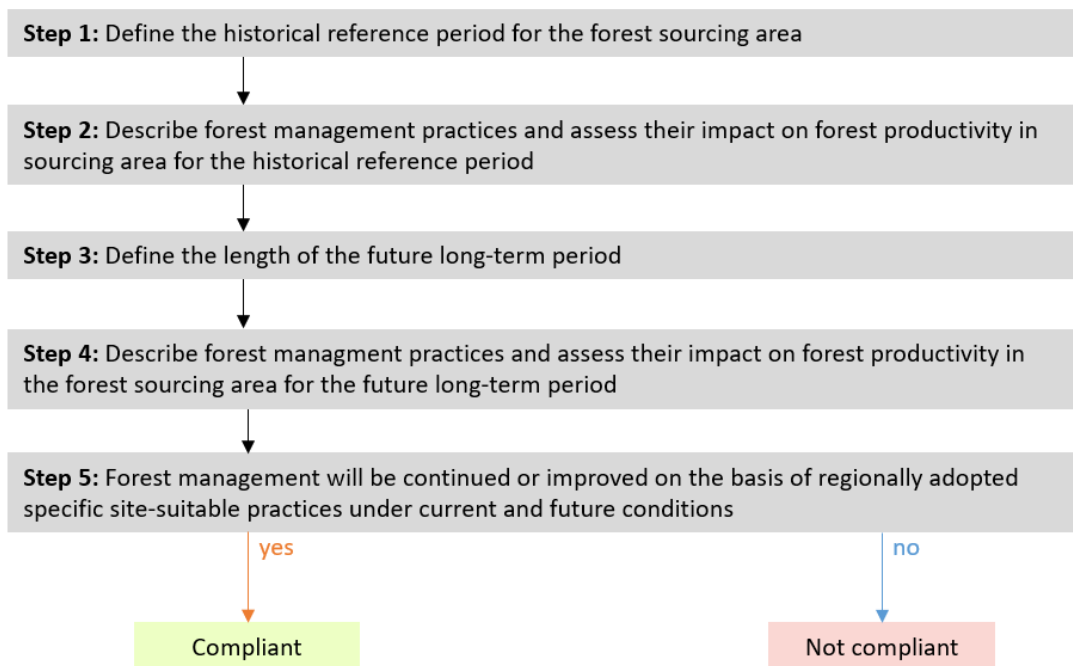 Step 1: Define the historical reference period for the forest sourcing area
Step 2: Describe forest management practices and assess their impact on forest productivity in
sourcing area for the historical reference period
Step 3: Define the length of the future long-term period
Step 4: Describe forest managment practices and assess their impact on forest productivity in
the forest sourcing area for the future long-term period
Step 5: Forest management will be continued or improved on the basis of regionally adopted
specific site-suitable practices under current and future conditions
yes
no
Compliant
Not compliant